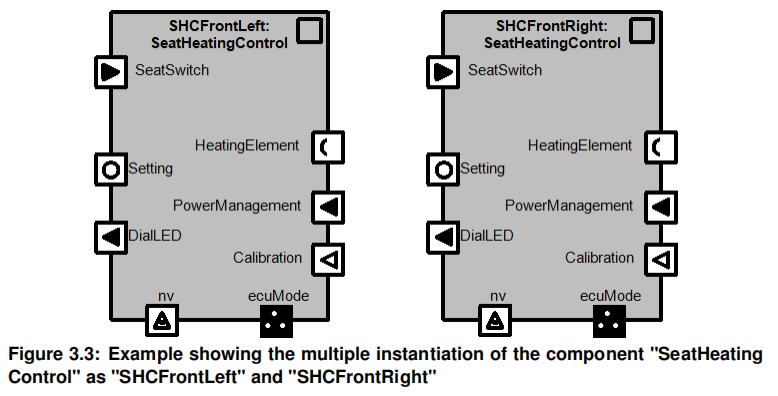 SHCFrontLeft:
SeatHeatingControl
SeatSwitch
HeatingElement
Setting
PowerManagement
DialLED
Calibration
nv
ecuMode
SHCFrontRight:
SeatHeatingControl
SeatSwitch
HeatingElement
Setting
PowerManagement
DialLED
Calibration
nv
ecuMode
Figure 3.3: Example showing the multiple instantiation of the component "SeatHeating
Control" as "SHCFrontLeft" and "SHCFrontRight"